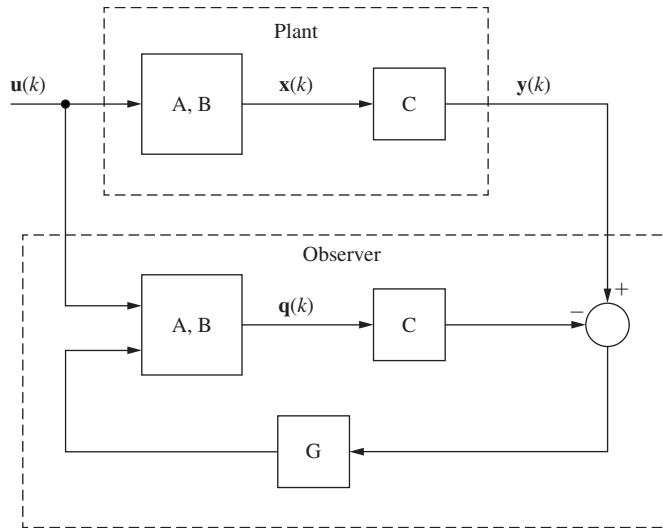 Plant
u(k)
A, B
x(k)
C
y(k)
+
Observer
A, B
q(k)
C
−
G